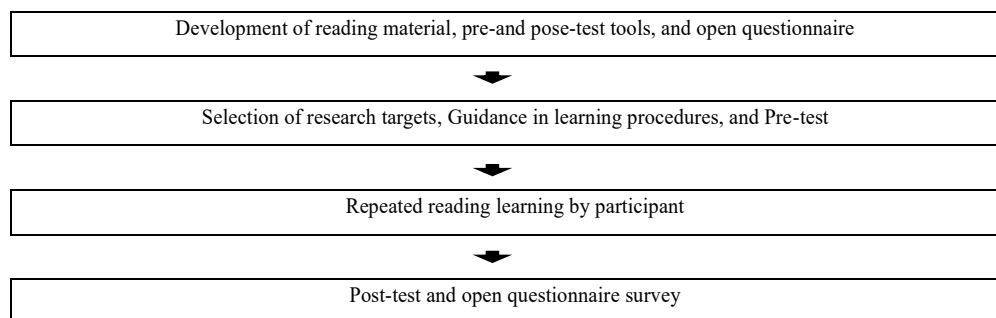 Development of reading material, pre-and pose-test tools, and open questionnaire
Selection of research targets, Guidance in learning procedures, and Pre-test
Repeated reading learning by participant
Post-test and open questionnaire survey